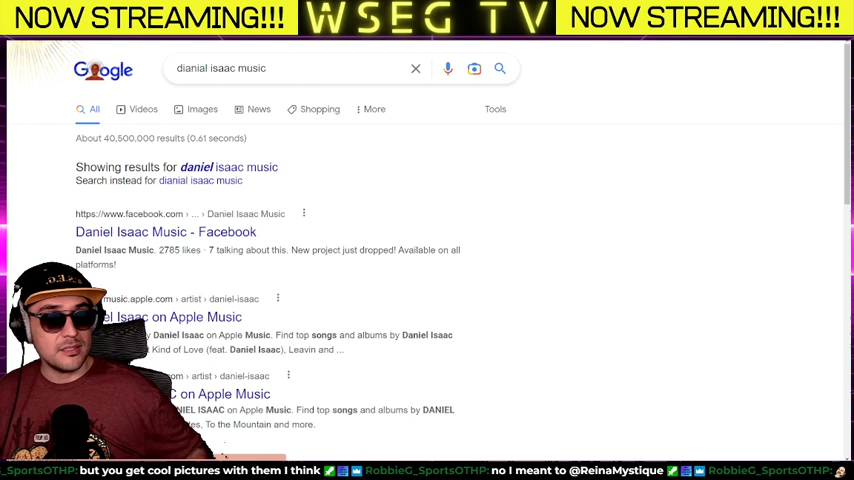 NOW STREAMING!!! WSEG TV NOW STREAMING!!!
Google dianial isaac music
All Videos Images News Shopping More Tools
About 40,500,000 results (0.61 seconds)
Showing results for daniel isaac music
Search instead for dianial isaac music
https://www.facebook.com › ... › Daniel Isaac Music
Daniel Isaac Music - Facebook
Daniel Isaac Music. 2785 likes · 7 talking about this. New project just dropped! Available on all
platforms!
music.apple.com › artist › daniel-isaac
Isaac on Apple Music
Daniel Isaac on Apple Music. Find top songs and albums by Daniel Isaac
Kind of Love (feat. Daniel Isaac), Leavin and ...
› artist › daniel-isaac
on Apple Music
ISAAC on Apple Music. Find top songs and albums by DANIEL
To the Mountain and more.
SportsOTHP: but you get cool pictures with them I think RobbieG_SportsOTHP: no I meant to @ReinaMystique RobbieG_SportsOTHP: